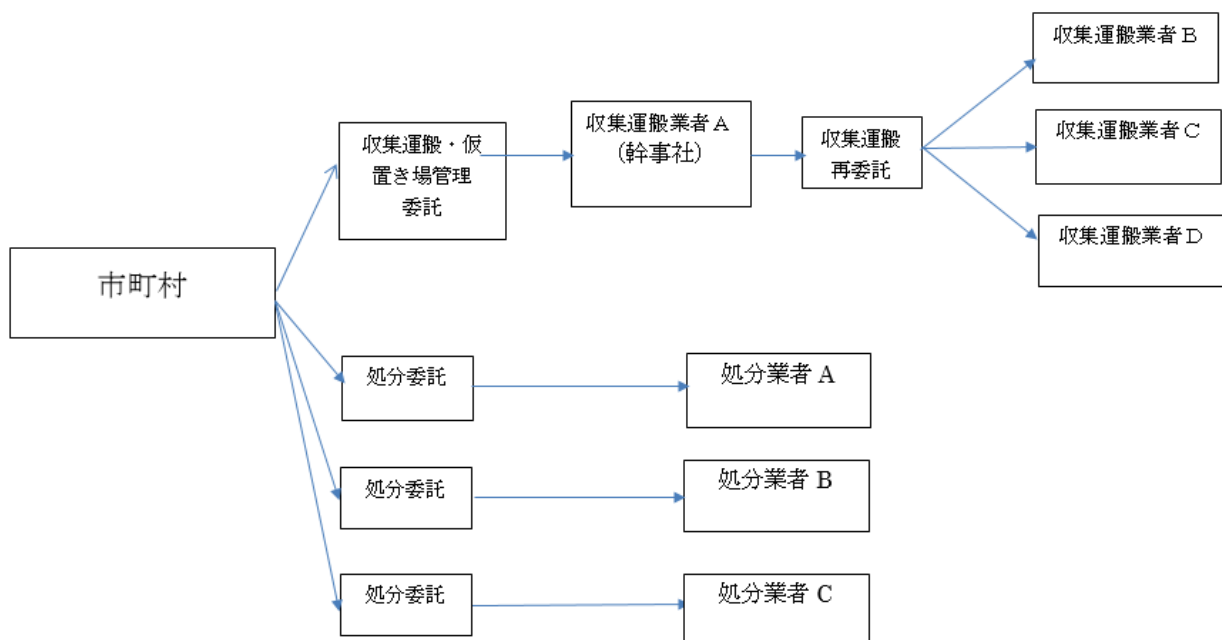 市町村
収集運搬・仮
置き場管理
委託
収集運搬業者A
（幹事社）
収集運搬
再委託
収集運搬業者B
収集運搬業者C
収集運搬業者D
処分委託
処分業者 A
処分委託
処分業者 B
処分委託
処分業者 C